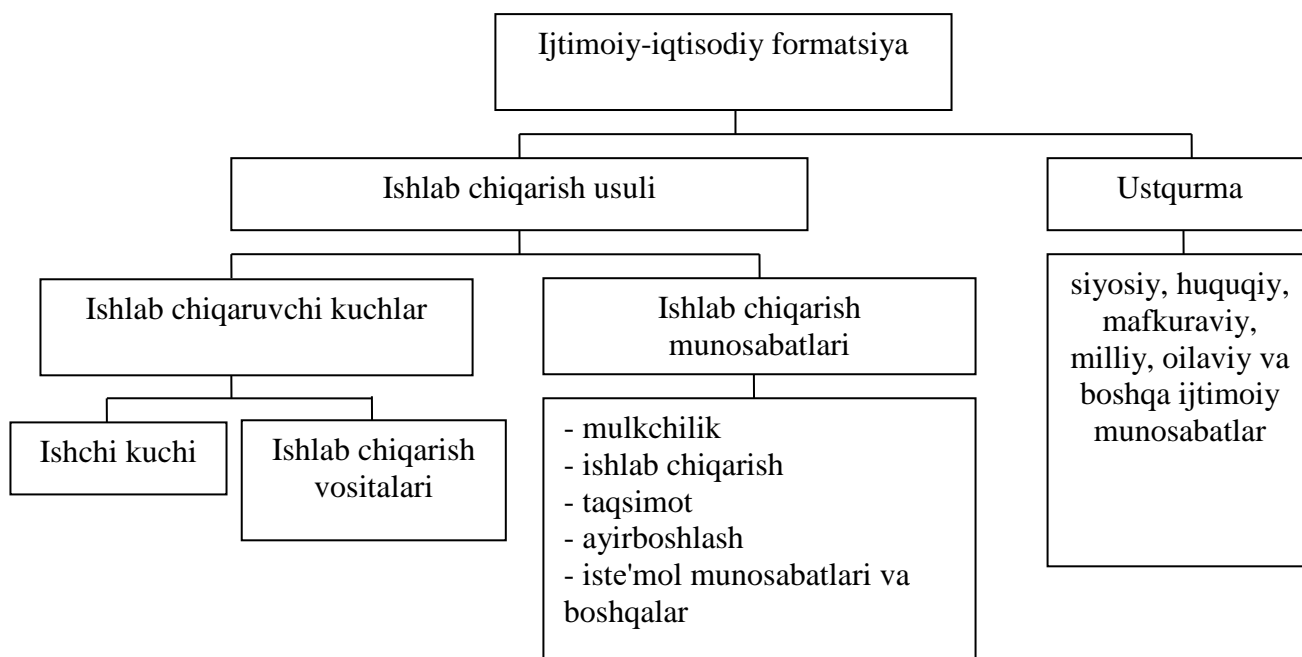 Ijtimoiy-iqtisodiy formatsiya
Ishlab chiqarish usuli
Ustqurma
Ishlab chiqaruvchi kuchlar
Ishlab chiqarish
munosabatlari
siyosiy, huquqiy,
mafkuraviy,
milliy, oilaviy va
boshqa ijtimoiy
munosabatlar
Ishchi kuchi
Ishlab chiqarish
vositalari
- mulkchilik
- ishlab chiqarish
- taqsimot
- ayirboshlash
- iste'mol munosabatlari va
boshqalar